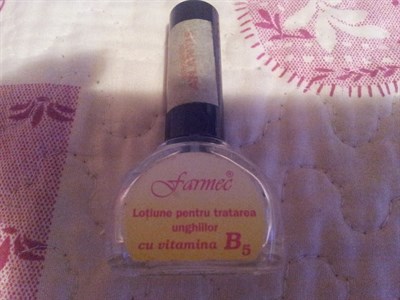 Farmec®
Loțiune pentru tratarea
unghiilor
cu vitamina B5